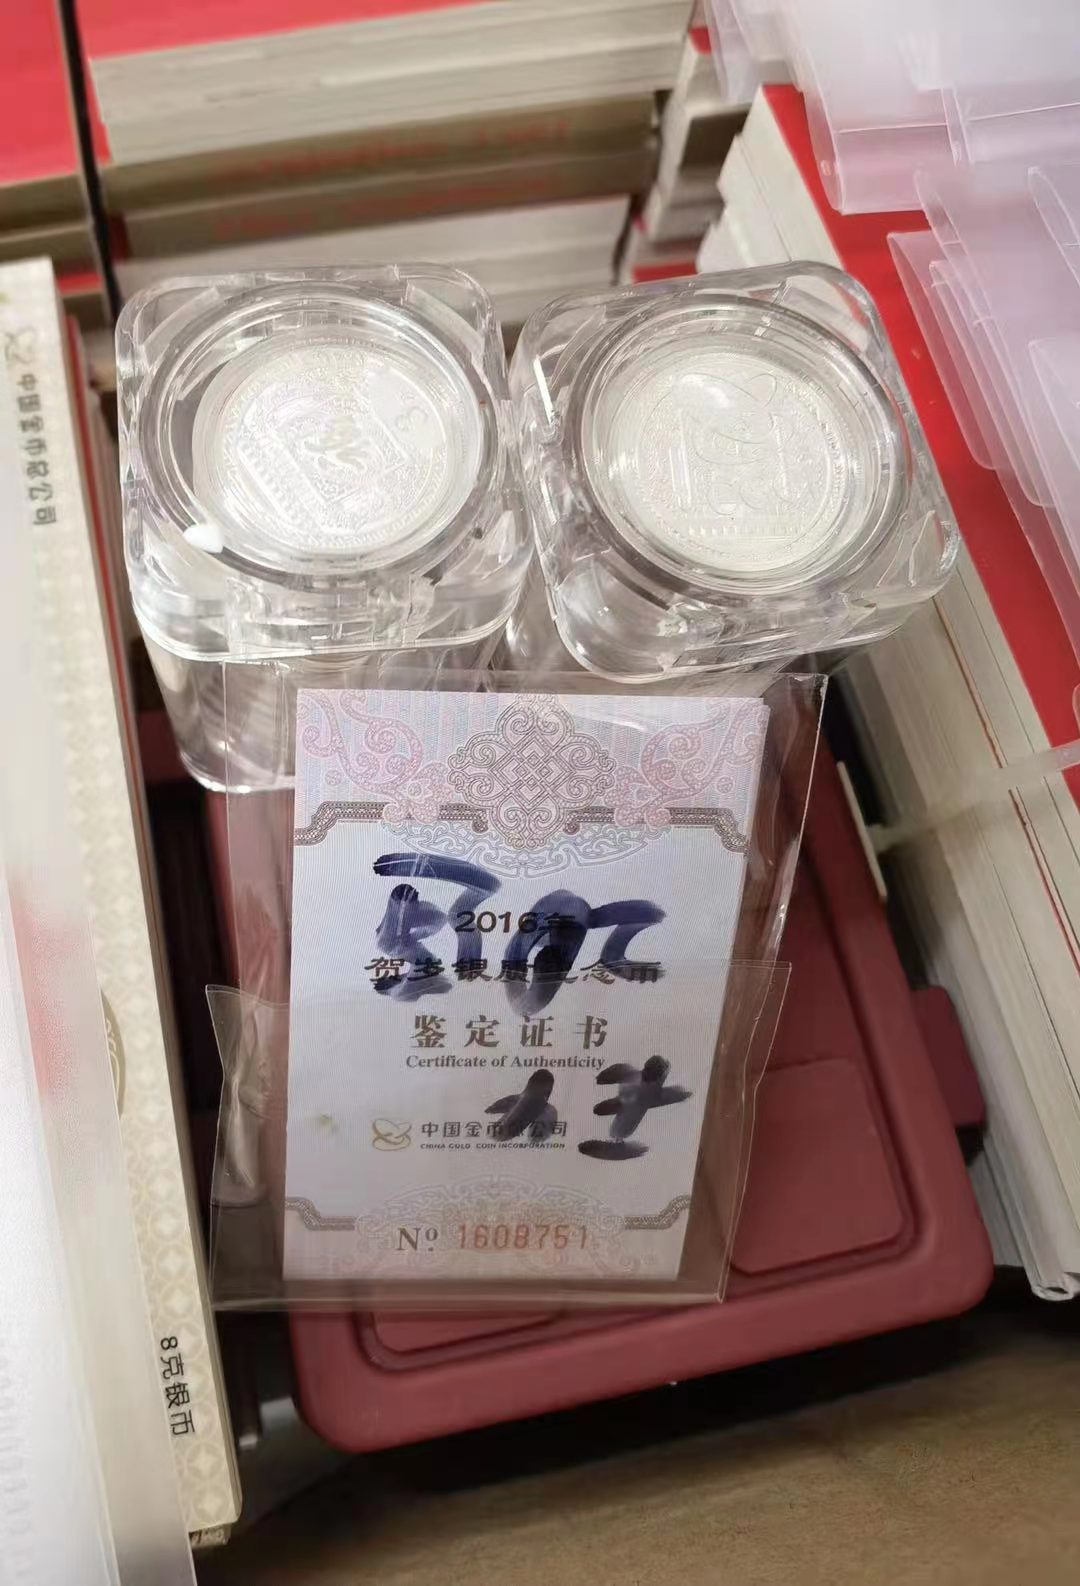 中国金币总公司
8克银币
2016年
贺岁银质纪念币
鉴定证书
Certificate of Authenticity
中国金币总公司
CHINA GOLD COIN INCORPORATION
Nº. 1608751